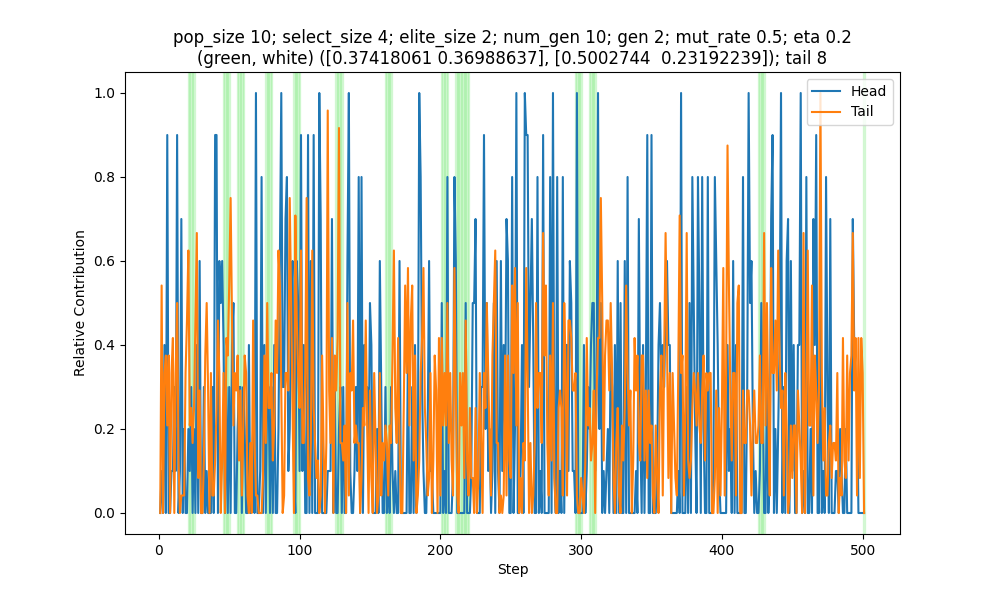 pop_size 10; select_size 4; elite_size 2; num_gen 10; gen 2; mut_rate 0.5; eta 0.2
(green, white) ([0.37418061 0.36988637], [0.5002744  0.23192239]); tail 8
Head
Tail
Relative Contribution
1.0
0.8
0.6
0.4
0.2
0.0
0
100
200
300
400
500
Step